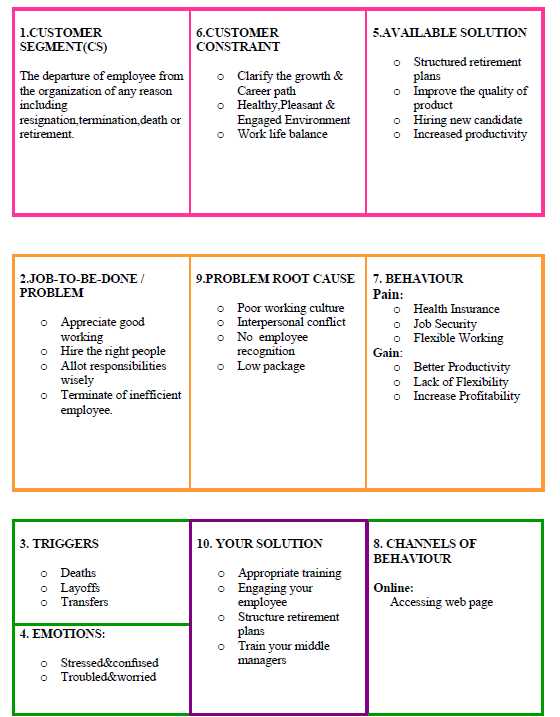 1.CUSTOMER
SEGMENT(CS)
The departure of employee from
the organization of any reason
including
resignation,termination,death or
retirement.
6.CUSTOMER
CONSTRAINT
o Clarify the growth &
Career path
o Healthy,Pleasant &
Engaged Environment
o Work life balance
5.AVAILABLE SOLUTION
o Structured retirement
plans
o Improve the quality of
product
o Hiring new candidate
o Increased productivity
2.JOB-TO-BE-DONE /
PROBLEM
o Appreciate good
working
o Hire the right people
o Allot responsibilities
wisely
o Terminate of inefficient
employee.
9.PROBLEM ROOT CAUSE
o Poor working culture
o Interpersonal conflict
o No employee
recognition
o Low package
7. BEHAVIOUR
Pain:
o Health Insurance
o Job Security
o Flexible Working
Gain:
o Better Productivity
o Lack of Flexibility
o Increase Profitability
3. TRIGGERS
o Deaths
o Layoffs
o Transfers
4. EMOTIONS:
o Stressed&confused
o Troubled&worried
10. YOUR SOLUTION
o Appropriate training
o Engaging your
employee
o Structure retirement
plans
o Train your middle
managers
8. CHANNELS OF
BEHAVIOUR
Online:
Accessing web page